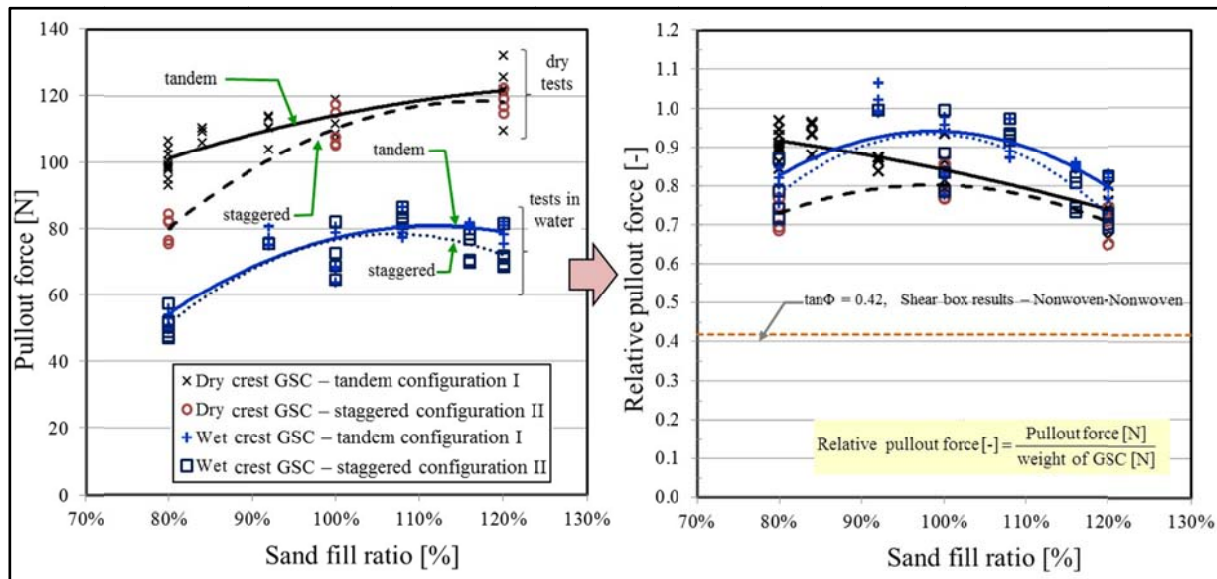 140
120
100
80
60
40
20
0
Pullout force [N]
tandem
dry
tests
tandem
staggered
tests in
water
staggered
Dry crest GSC – tandem configuration I
Dry crest GSC – staggered configuration II
Wet crest GSC – tandem configuration I
Wet crest GSC – staggered configuration II
70% 80% 90% 100% 110% 120% 130%
Sand fill ratio [%]
1.2
1.1
1.0
0.9
0.8
0.7
0.6
0.5
0.4
0.3
0.2
0.1
0.0
Relative pullout force [-]
tanΦ = 0.42, Shear box results – Nonwoven-Nonwoven
Relative pullout force [-] = Pullout force [N]
weight of GSC [N]
70% 80% 90% 100% 110% 120% 130%
Sand fill ratio [%]